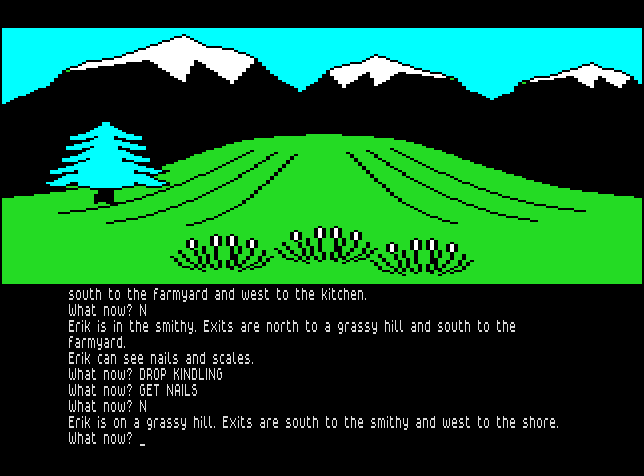 south to the farmyard and west to the kitchen.
What now? N
Erik is in the smithy. Exits are north to a grassy hill and south to the
farmyard.
Erik can see nails and scales.
What now? DROP KINDLING
What now? GET NAILS
What now? N
Erik is on a grassy hill. Exits are south to the smithy and west to the shore.
What now? _